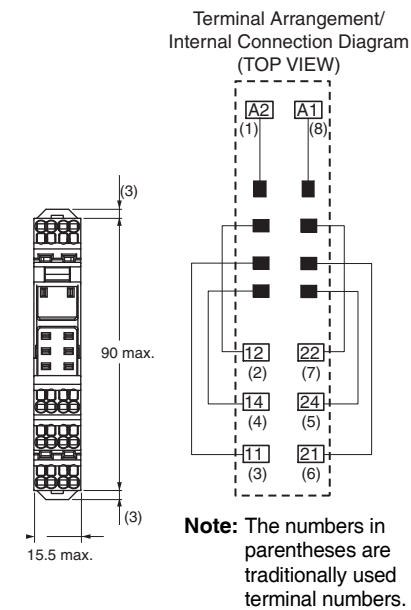 Terminal Arrangement/
Internal Connection Diagram
(TOP VIEW)
A2 A1
(1) (8)
(3)
90 max.
12 22
(2) (7)
14 24
(4) (5)
11 21
(3) (6)
(3)
15.5 max.
Note: The numbers in
parentheses are
traditionally used
terminal numbers.